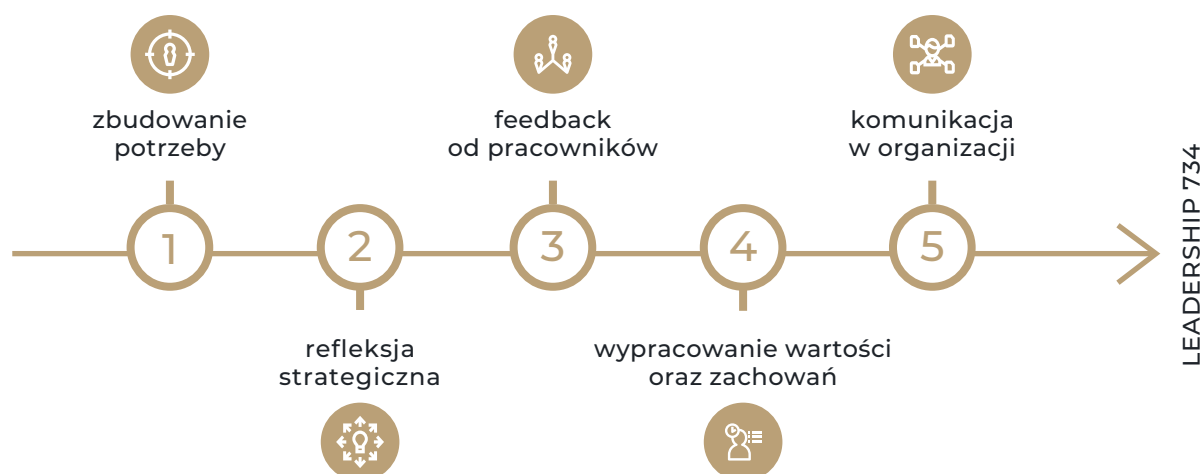 zbudowanie
potrzeby
feedback
od pracowników
komunikacja
w organizacji
1
2
3
4
5
refleksja
strategiczna
wypracowanie wartości
oraz zachowań
LEADERSHIP 734